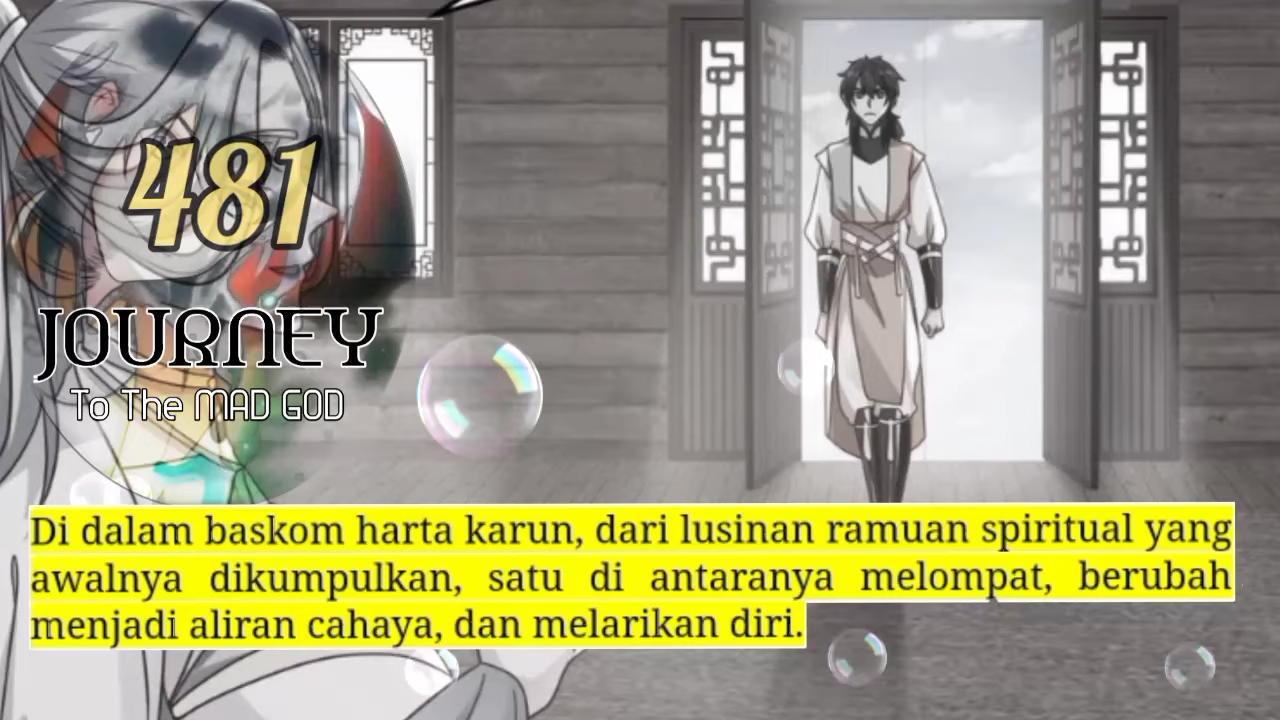 481
JOURNEY
To The MAD GOD
Di dalam baskom harta karun, dari lusinan ramuan spiritual yang
awalnya dikumpulkan, satu di antaranya melompat, berubah
menjadi aliran cahaya, dan melarikan diri.